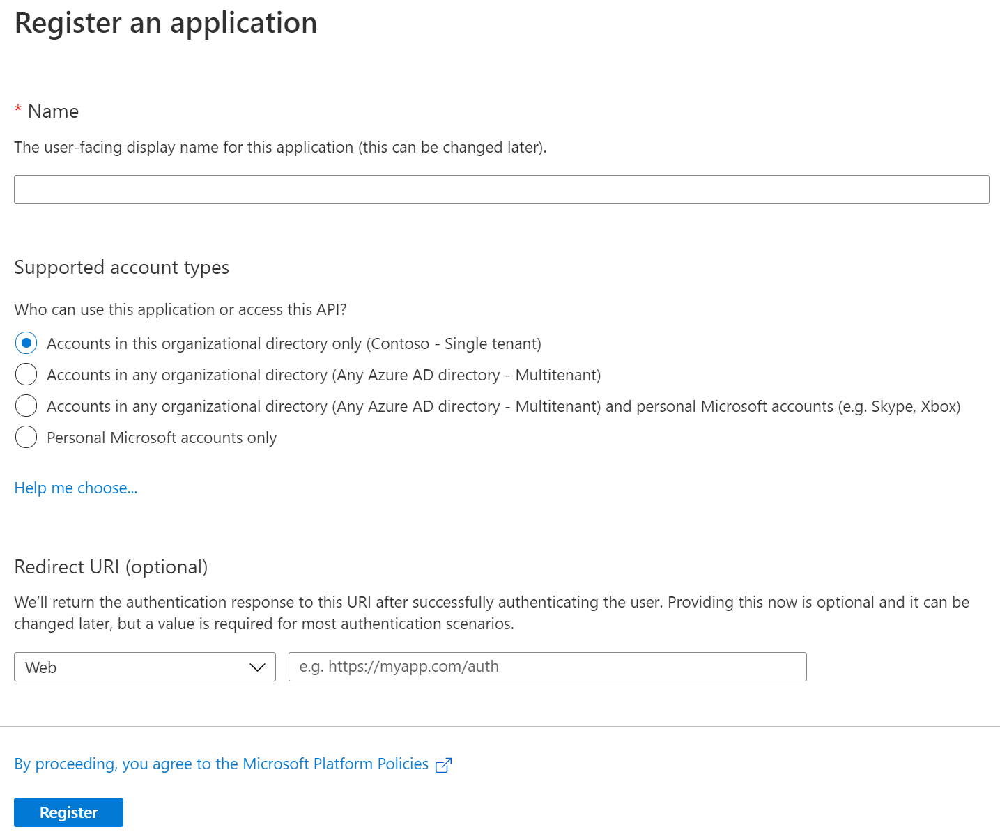 Register an application
* Name
The user-facing display name for this application (this can be changed later).
Supported account types
Who can use this application or access this API?
Accounts in this organizational directory only (Contoso - Single tenant)
Accounts in any organizational directory (Any Azure AD directory - Multitenant)
Accounts in any organizational directory (Any Azure AD directory - Multitenant) and personal Microsoft accounts (e.g. Skype, Xbox)
Personal Microsoft accounts only
Help me choose...
Redirect URI (optional)
We’ll return the authentication response to this URI after successfully authenticating the user. Providing this now is optional and it can be
changed later, but a value is required for most authentication scenarios.
Web
e.g. https://myapp.com/auth
By proceeding, you agree to the Microsoft Platform Policies
Register